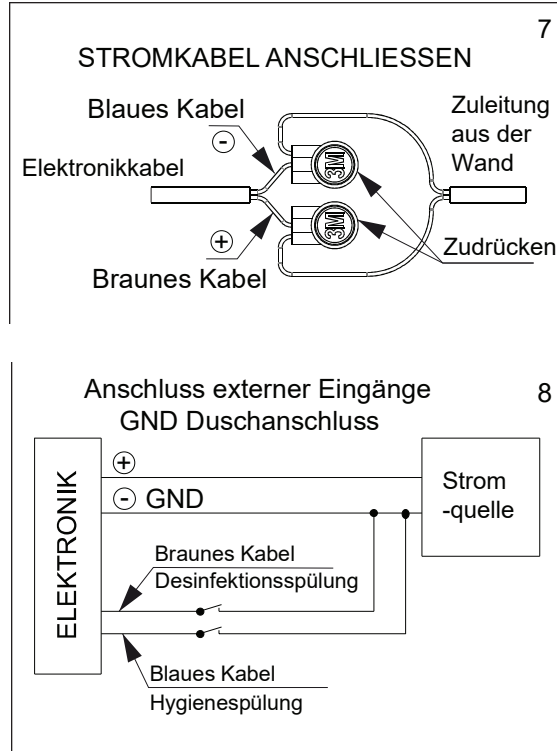 7
STROMKABEL ANSCHLIESSEN
Blaues Kabel
-
Elektronikkabel
+
Braunes Kabel
3M
3M
Zuleitung
aus der
Wand
Zudrücken
Anschluss externer Eingänge
GND Duschanschluss
8
ELEKTRONIK
+
- GND
Strom
-quelle
Braunes Kabel
Desinfektionsspülung
Blaues Kabel
Hygienespülung